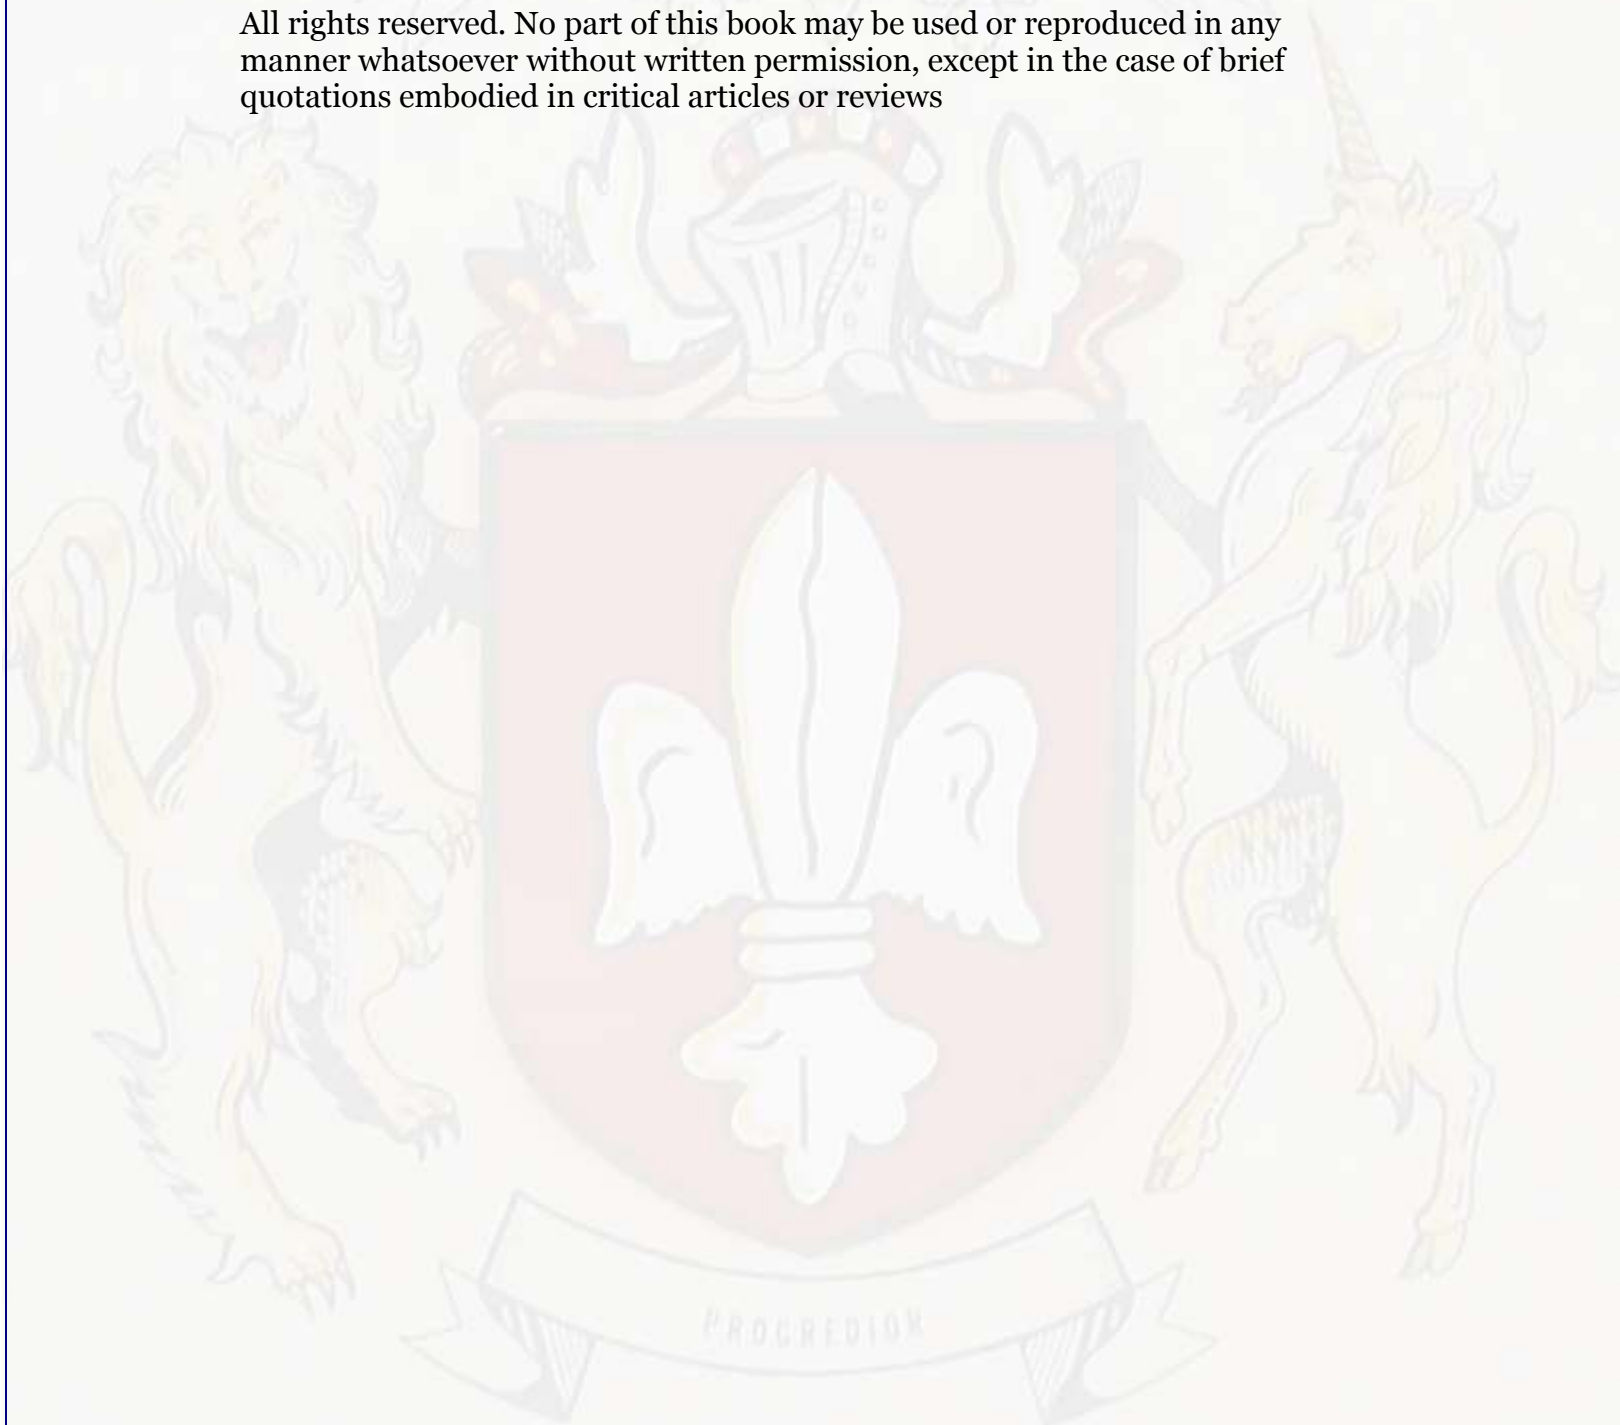 All rights reserved. No part of this book may be used or reproduced in any
manner whatsoever without written permission, except in the case of brief
quotations embodied in critical articles or reviews